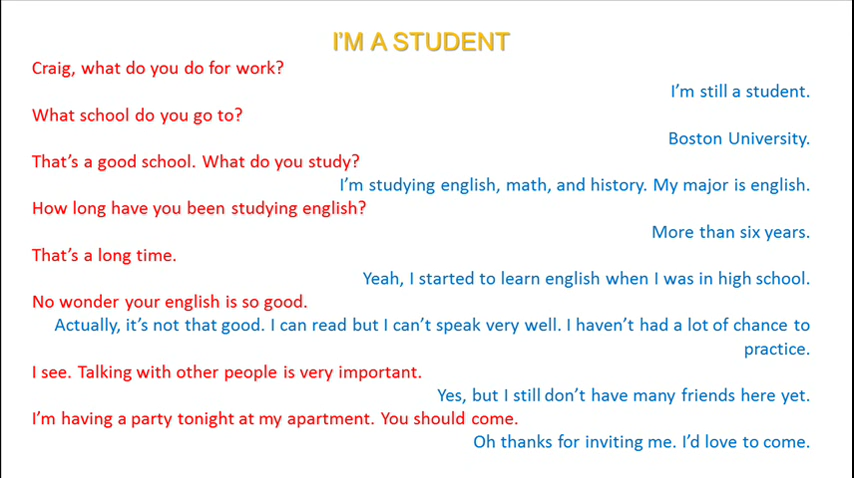 I'M A STUDENT
Craig, what do you do for work?
I'm still a student.
What school do you go to?
Boston University.
That's a good school. What do you study?
I'm studying english, math, and history. My major is english.
How long have you been studying english?
More than six years.
That's a long time.
Yeah, I started to learn english when I was in high school.
No wonder your english is so good.
Actually, it's not that good. I can read but I can't speak very well. I haven't had a lot of chance to
practice.
I see. Talking with other people is very important.
Yes, but I still don't have many friends here yet.
I'm having a party tonight at my apartment. You should come.
Oh thanks for inviting me. I'd love to come.